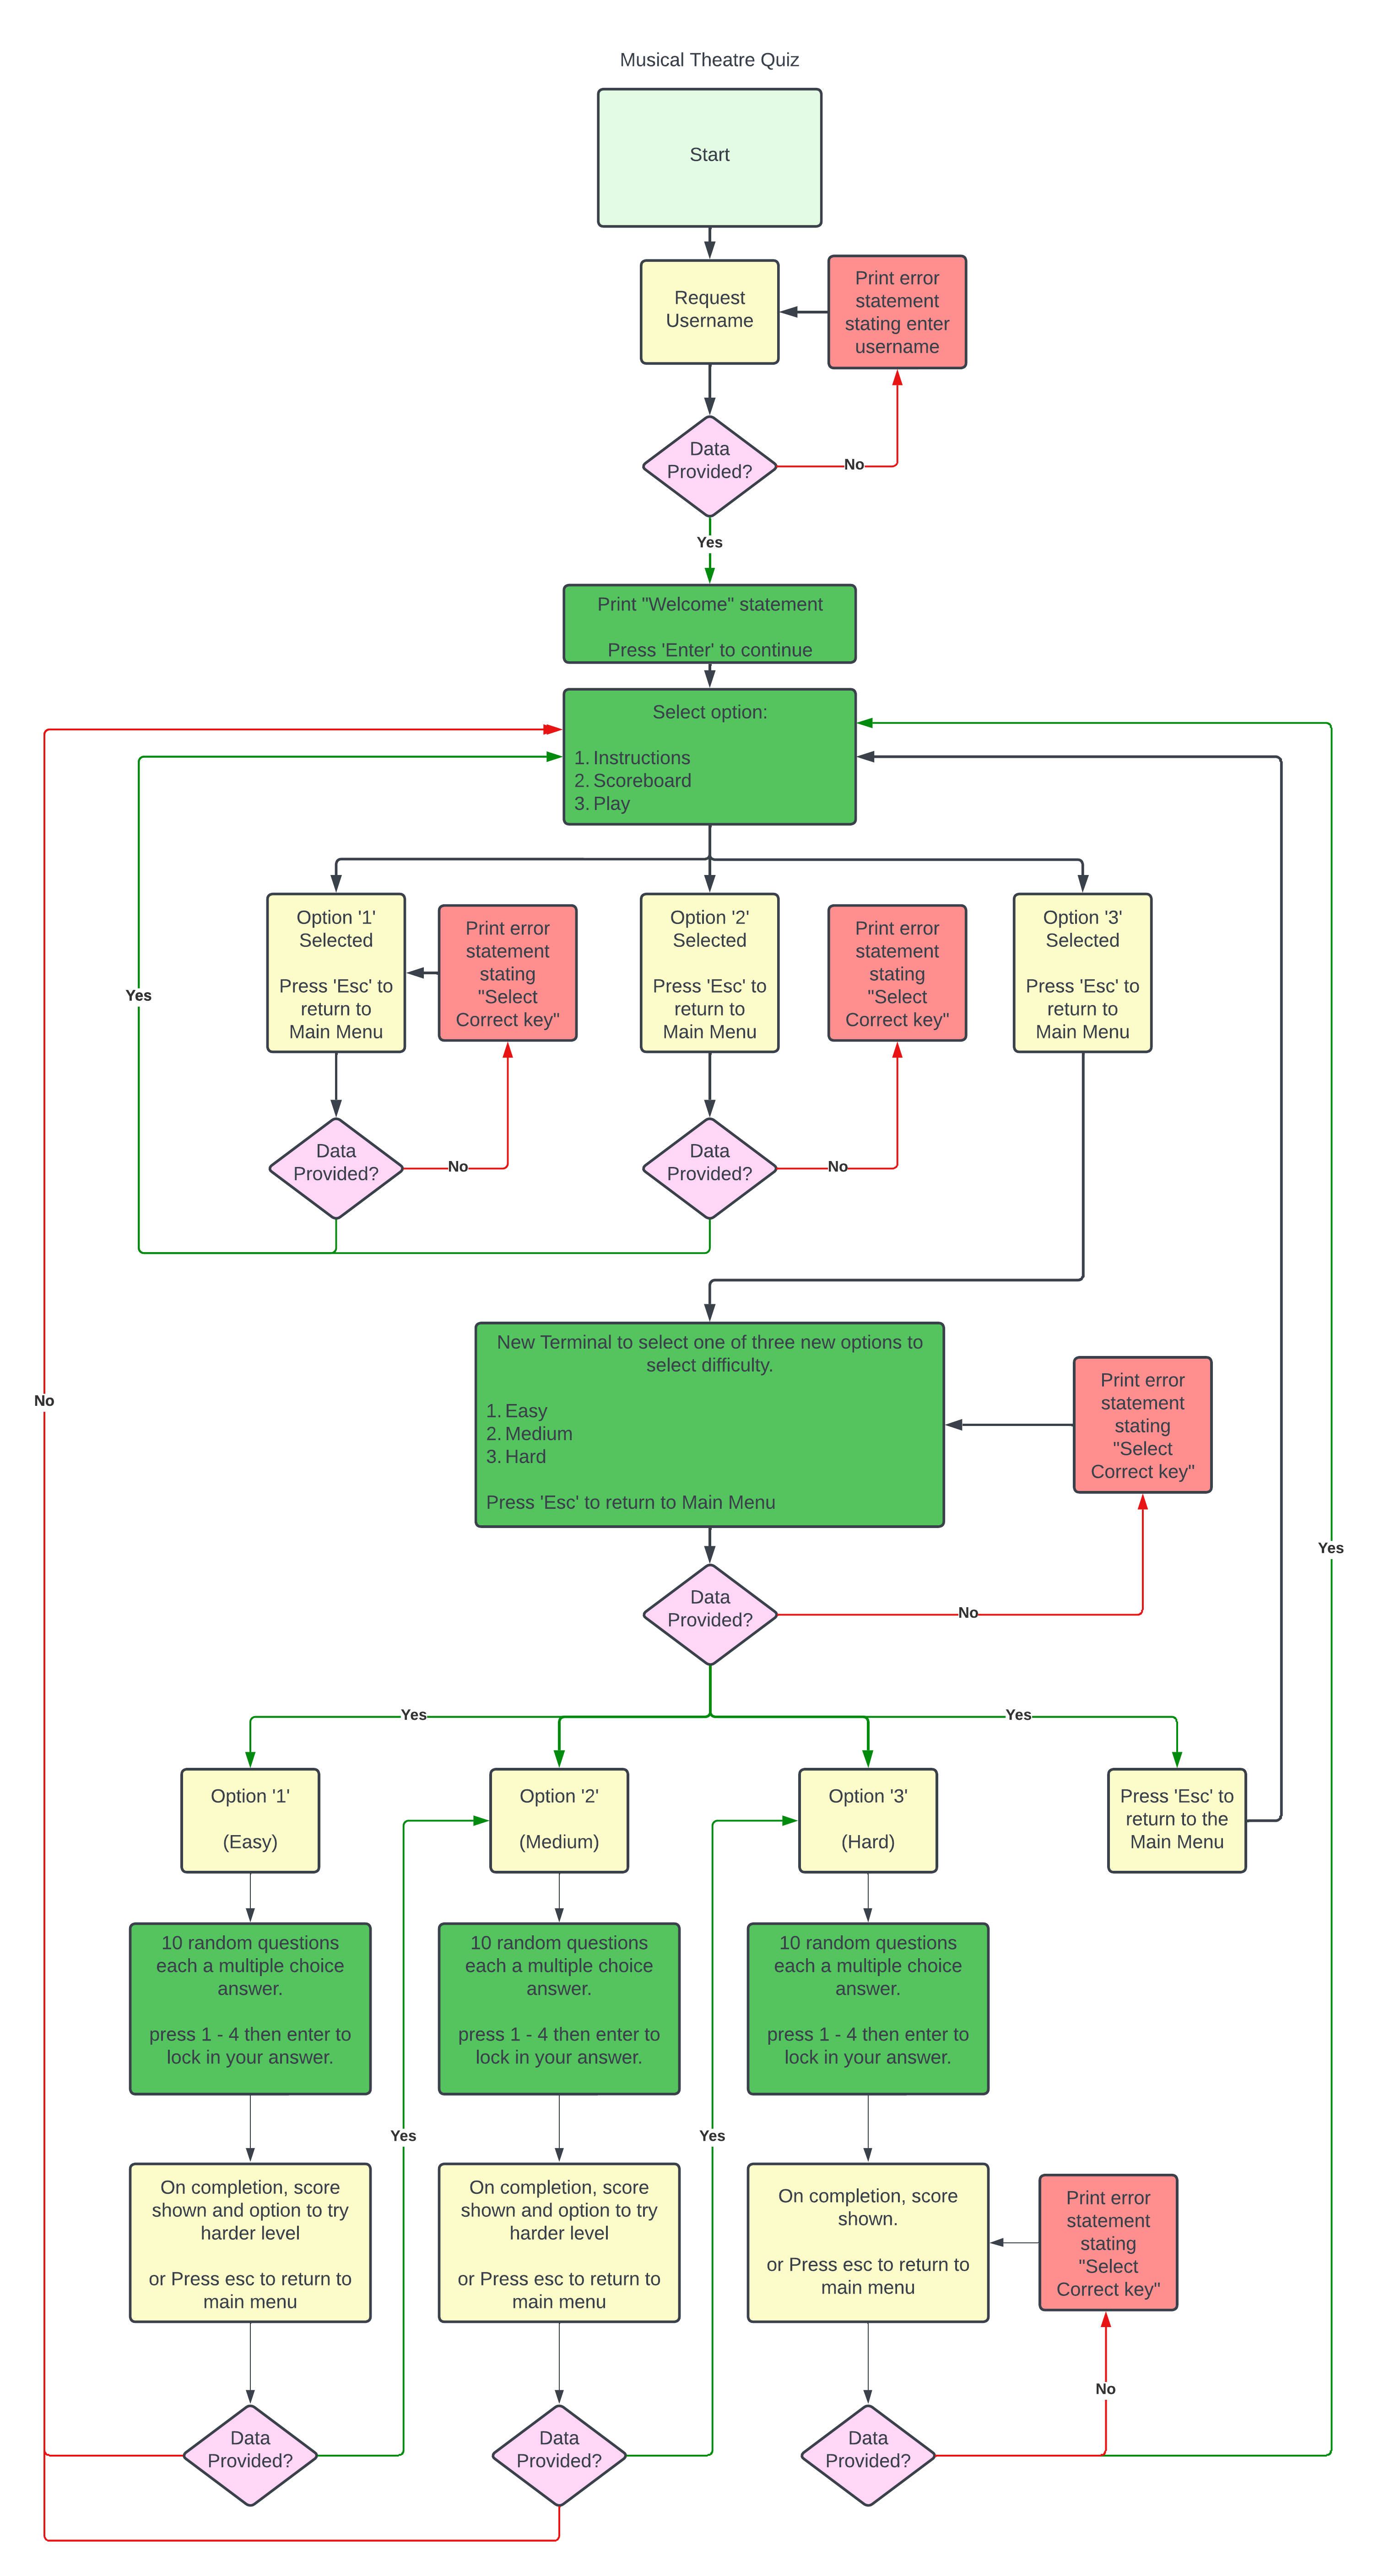 Musical Theatre Quiz
Start
Request
Username
Print error
statement
stating enter
username
Data
Provided?
No
Yes
Print "Welcome" statement
Press 'Enter' to continue
Select option:
1. Instructions
2. Scoreboard
3. Play
Option '1'
Selected
Press 'Esc' to
return to
Main Menu
Print error
statement
stating
"Select
Correct key"
Option '2'
Selected
Press 'Esc' to
return to
Main Menu
Print error
statement
stating
"Select
Correct key"
Option '3'
Selected
Press 'Esc' to
return to
Main Menu
Yes
Data
Provided?
No
Data
Provided?
No
New Terminal to select one of three new options to
select difficulty.
1. Easy
2. Medium
3. Hard
Press 'Esc' to return to Main Menu
Print error
statement
stating
"Select
Correct key"
No
Yes
Data
Provided?
No
Yes
Yes
Option '1'
(Easy)
Option '2'
(Medium)
Option '3'
(Hard)
Press 'Esc' to
return to the
Main Menu
10 random questions
each a multiple choice
answer.
press 1 - 4 then enter to
lock in your answer.
10 random questions
each a multiple choice
answer.
press 1 - 4 then enter to
lock in your answer.
10 random questions
each a multiple choice
answer.
press 1 - 4 then enter to
lock in your answer.
Yes
Yes
On completion, score
shown and option to try
harder level
or Press esc to return to
main menu
On completion, score
shown and option to try
harder level
or Press esc to return to
main menu
On completion, score
shown.
or Press esc to return to
main menu
Print error
statement
stating
"Select
Correct key"
No
Data
Provided?
Data
Provided?
Data
Provided?